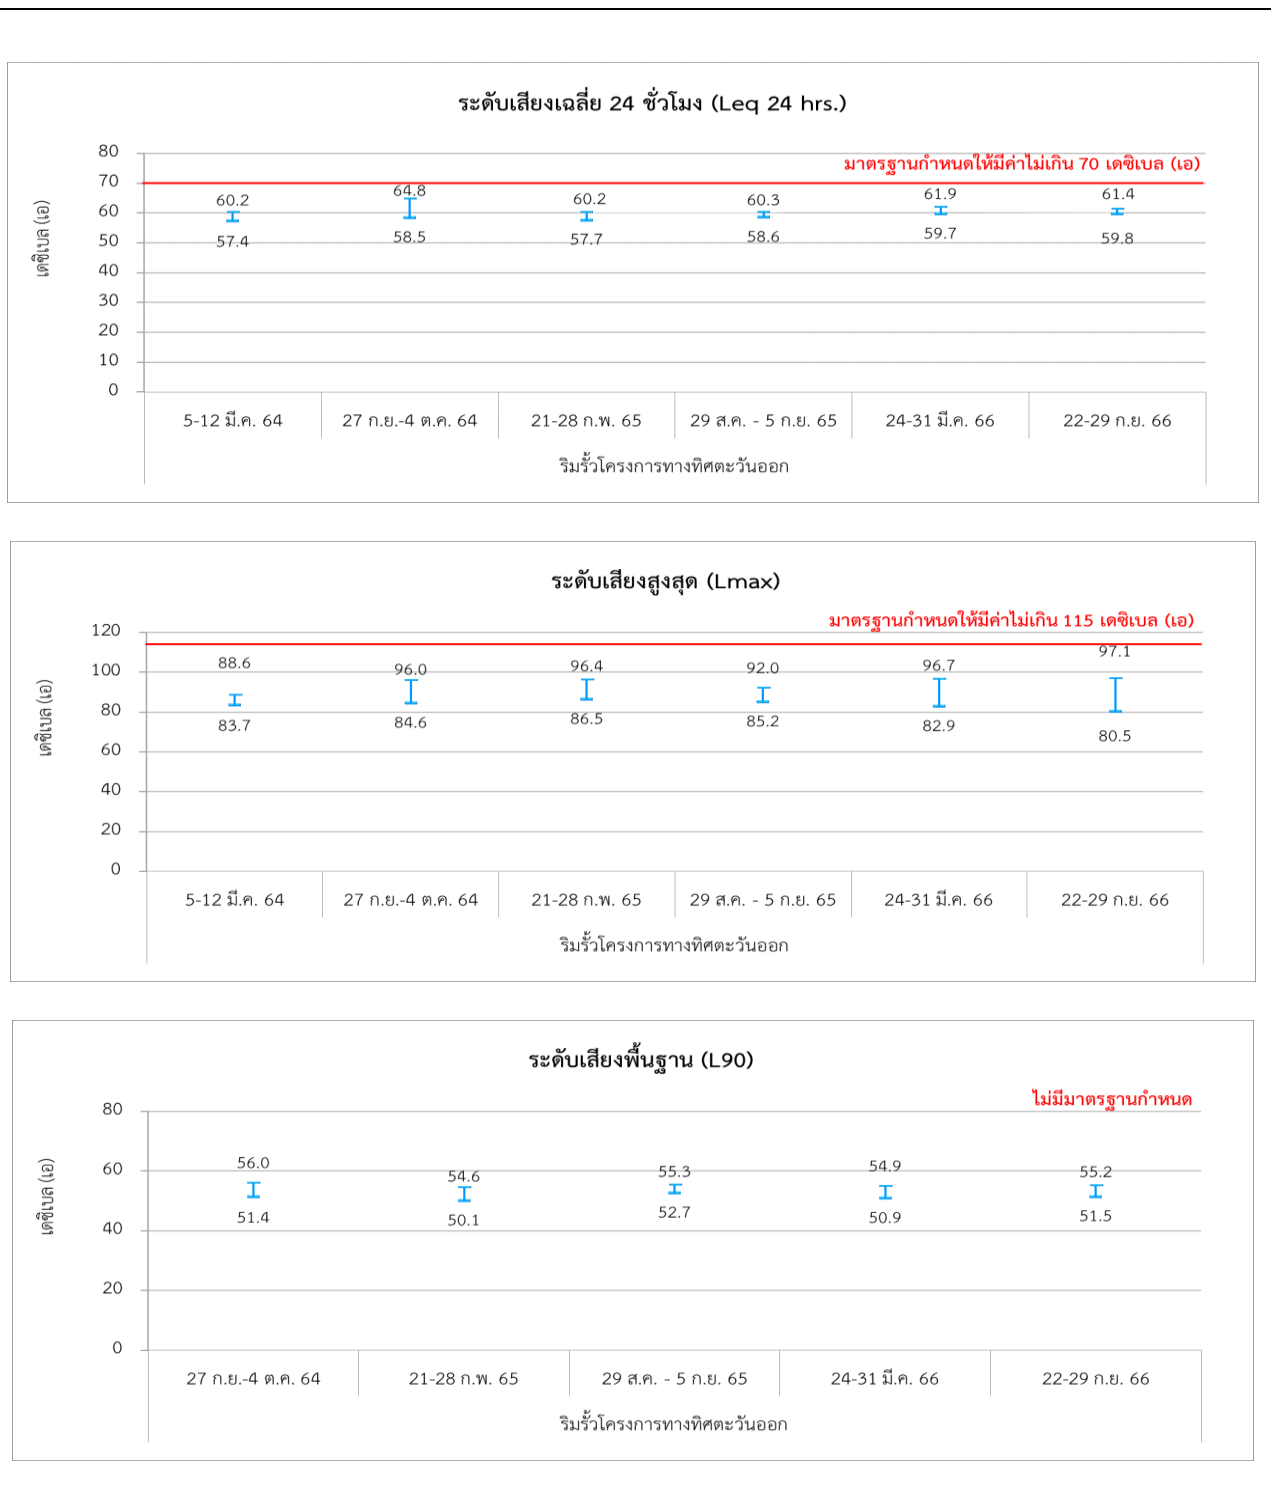 ระดับเสียงเฉลี่ย 24 ชั่วโมง (Leq 24 hrs.)
มาตรฐานกำหนดให้มีค่าไม่เกิน 70 เดซิเบล (เอ)
เดซิเบล (เอ)
80
70
60
50
40
30
20
10
0
60.2 64.8 60.2 60.3 61.9 61.4
57.4 58.5 57.7 58.6 59.7 59.8
5-12 มี.ค. 64 27 ก.ย.-4 ต.ค. 64 21-28 ก.พ. 65 29 ส.ค. - 5 ก.ย. 65 24-31 มี.ค. 66 22-29 ก.ย. 66
ริมรั้วโครงการทางทิศตะวันออก
ระดับเสียงสูงสุด (Lmax)
มาตรฐานกำหนดให้มีค่าไม่เกิน 115 เดซิเบล (เอ)
เดซิเบล (เอ)
120
100
80
60
40
20
0
88.6 96.0 96.4 92.0 96.7 97.1
83.7 84.6 86.5 85.2 82.9 80.5
5-12 มี.ค. 64 27 ก.ย.-4 ต.ค. 64 21-28 ก.พ. 65 29 ส.ค. - 5 ก.ย. 65 24-31 มี.ค. 66 22-29 ก.ย. 66
ริมรั้วโครงการทางทิศตะวันออก
ระดับเสียงพื้นฐาน (L90)
ไม่มีมาตรฐานกำหนด
เดซิเบล (เอ)
80
60
40
20
0
56.0 54.6 55.3 54.9 55.2
51.4 50.1 52.7 50.9 51.5
27 ก.ย.-4 ต.ค. 64 21-28 ก.พ. 65 29 ส.ค. - 5 ก.ย. 65 24-31 มี.ค. 66 22-29 ก.ย. 66
ริมรั้วโครงการทางทิศตะวันออก